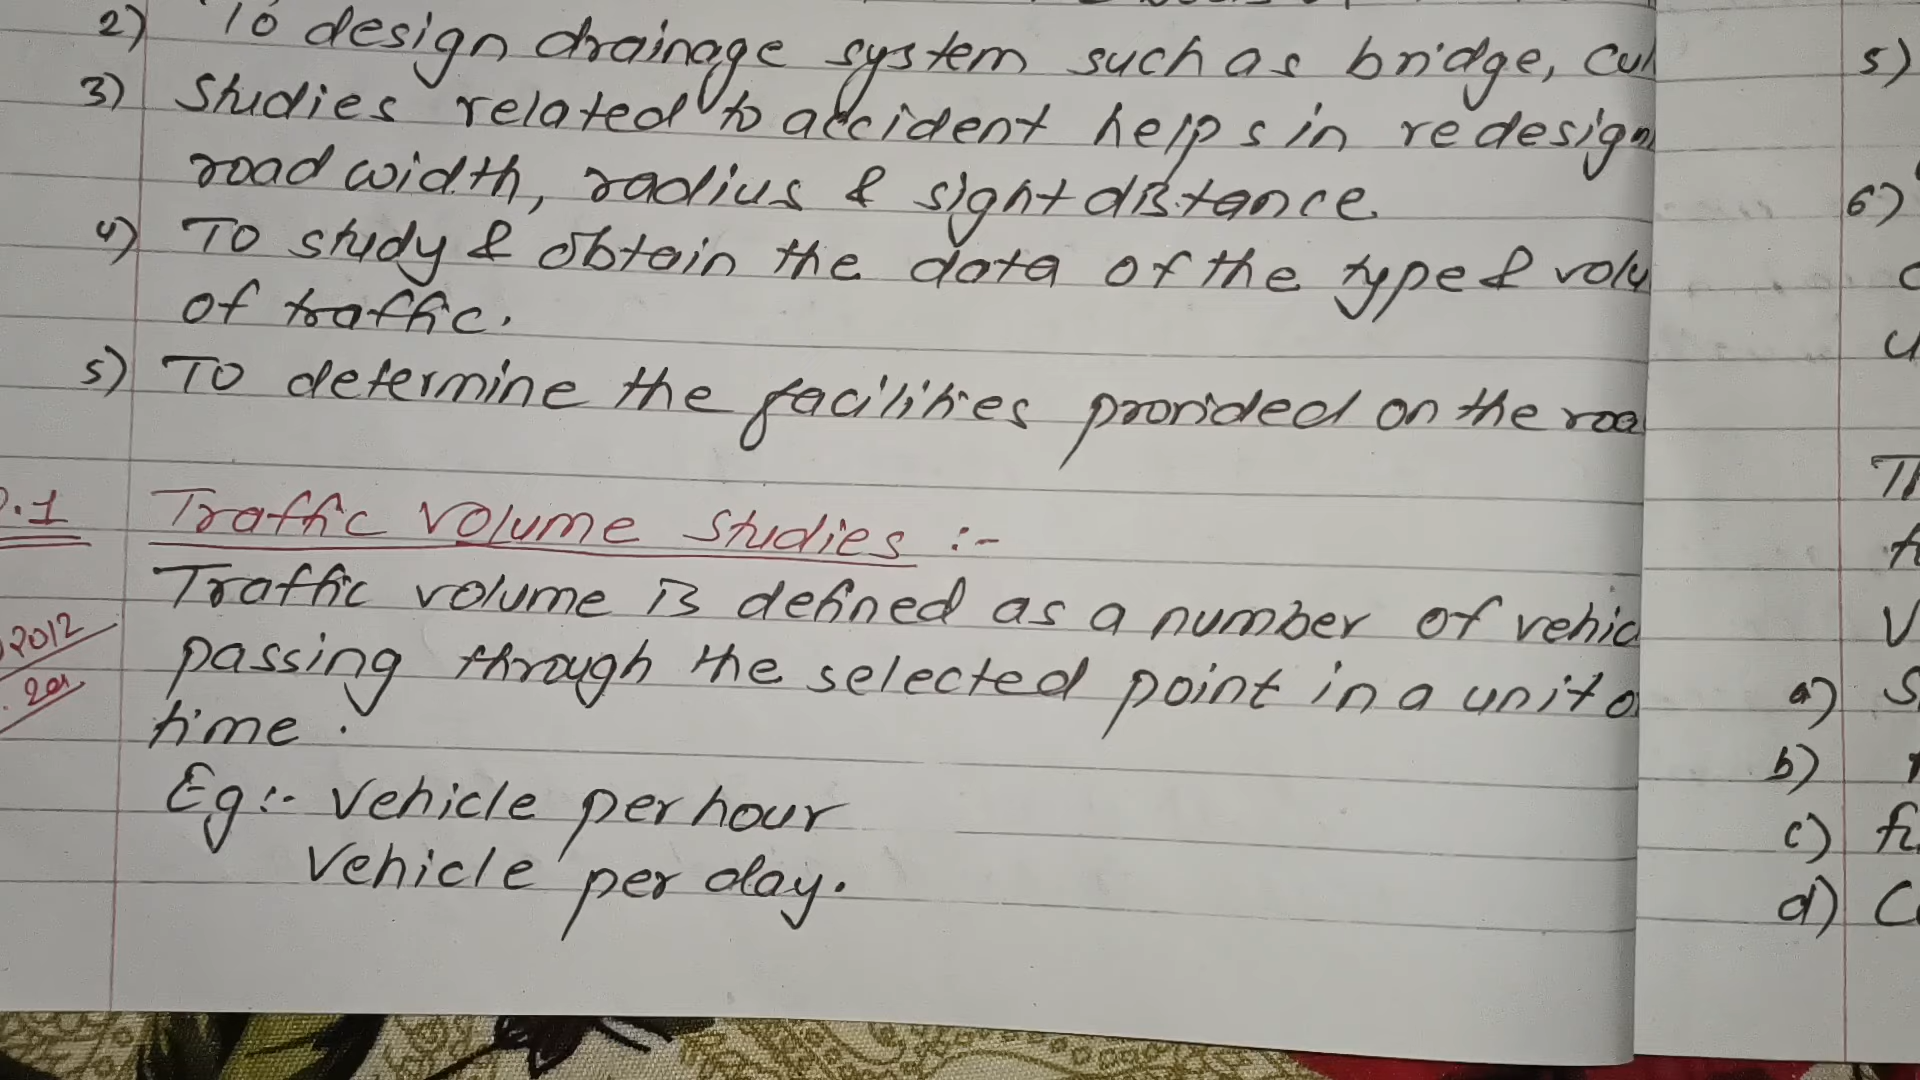 2) To design drainage system such as bridge, cul
3) Studies related to accident helps in redesign
road width, radius & sight distance.
4) To study & obtain the data of the type & volu
of traffic.
5) To determine the facilities provided on the roa
.1 Traffic volume studies :-
Traffic volume is defined as a number of vehic
2012
passing through the selected point in a unit o
time.
Eg:- Vehicle per hour
Vehicle per day.
5)
6)
a) S
b)
c) fi
d) C